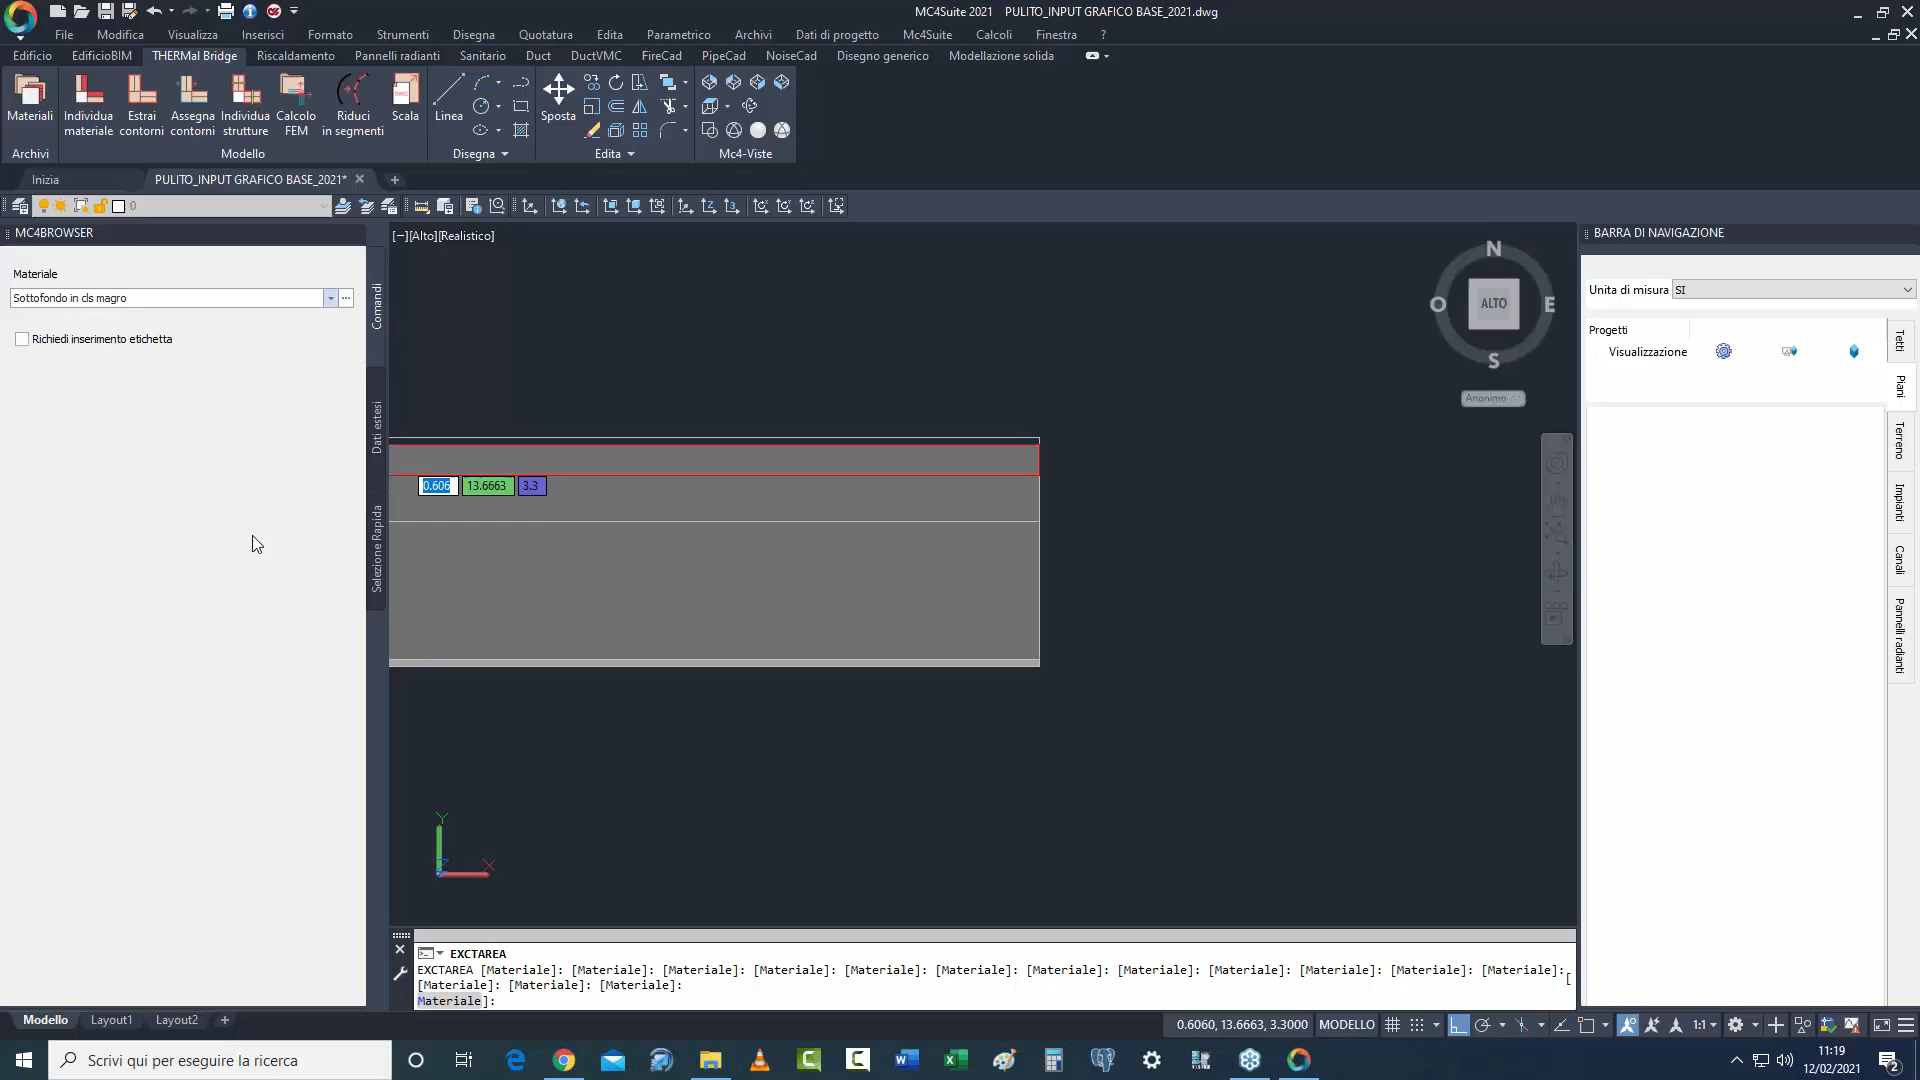 MC4Suite 2021 PULITO_INPUT GRAFICO BASE_2021.dwg
File Modifica Visualizza Inserisci Formato Strumenti Disegna Quotatura Edita Parametrico Archivi Dati di progetto Mc4Suite Calcoli Finestra ?
Edificio EdificioBIM THERMal Bridge Riscaldamento Pannelli radianti Sanitario Duct DuctVMC FireCad PipeCad NoiseCad Disegno generico Modellazione solida
Materiali Individua materiale Estrai contorni Assegna contorni Individua strutture Calcolo FEM Riduci in segmenti Scala Linea Sposta
Archivi Modello Disegna Edita Mc4-Viste
Inizia PULITO_INPUT GRAFICO BASE_2021*
0
MC4BROWSER
Materiale
Sottofondo in cls magro
Richiedi inserimento etichetta
Comandi
Dati estesi
Selezione Rapida
[−][Alto][Realistico]
N
O ALTO E
S
Anonimo
0.606 13.6663 3.3
Y
Z
X
BARRA DI NAVIGAZIONE
Unita di misura SI
Progetti
Visualizzazione
Tetti
Piani
Terreno
Impianti
Canali
Pannelli radianti
EXCTAREA
EXCTAREA [Materiale]: [Materiale]: [Materiale]: [Materiale]: [Materiale]: [Materiale]: [Materiale]: [Materiale]: [Materiale]: [Materiale]: [Materiale]: [Materiale]:
[Materiale]: [Materiale]: [Materiale]: [
Materiale]:
Modello Layout1 Layout2
0.6060, 13.6663, 3.3000 MODELLO 1:1
Scrivi qui per eseguire la ricerca
11:19
12/02/2021
2